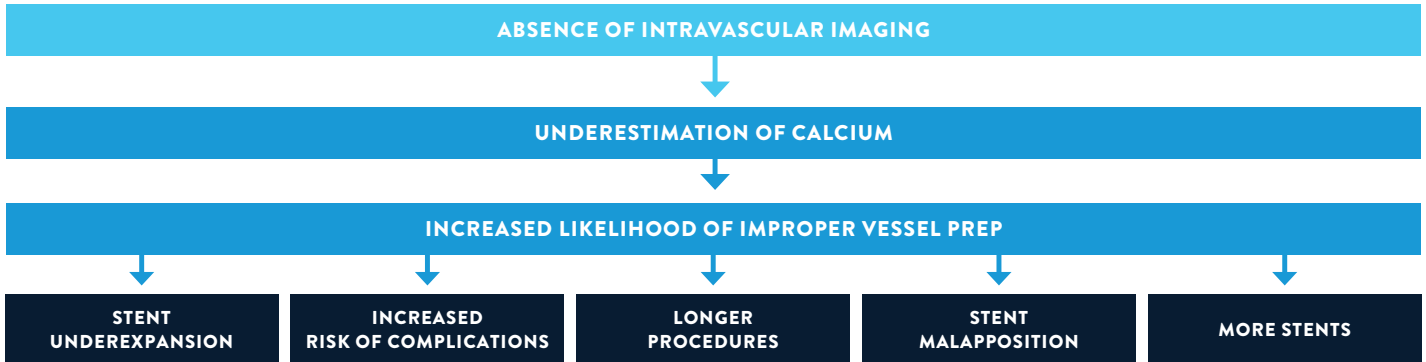 ABSENCE OF INTRAVASCULAR IMAGING
UNDERESTIMATION OF CALCIUM
INCREASED LIKELIHOOD OF IMPROPER VESSEL PREP
STENT
UNDEREXPANSION
INCREASED
RISK OF COMPLICATIONS
LONGER
PROCEDURES
STENT
MALAPPOSITION
MORE STENTS